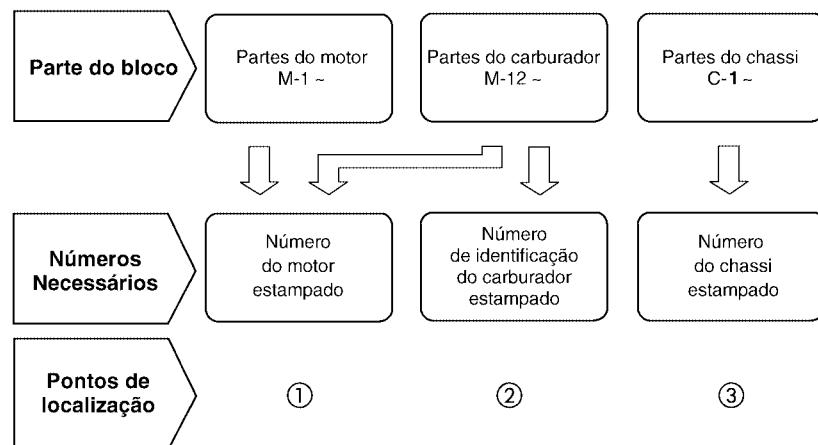 Parte do bloco
Partes do motor
M-1 ~
Partes do carburador
M-12 ~
Partes do chassi
C-1 ~
Números
Necessários
Número
do motor
estampado
Número
de identificação
do carburador
estampado
Número
do chassi
estampado
Pontos de
localização
①
②
③